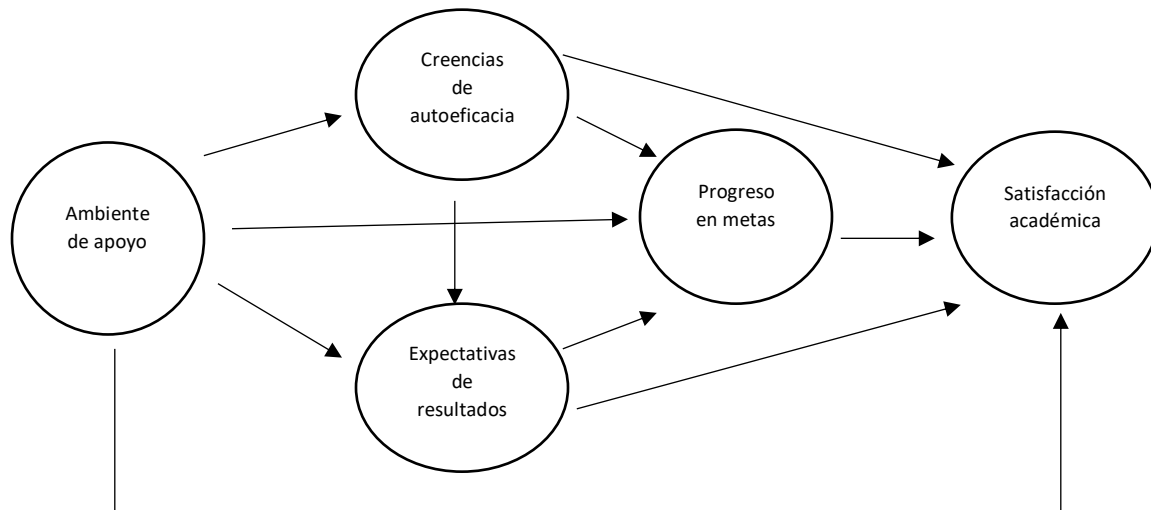 Creencias
de
autoeficacia
Ambiente
de apoyo
Progreso
en metas
Satisfacción
académica
Expectativas
de
resultados